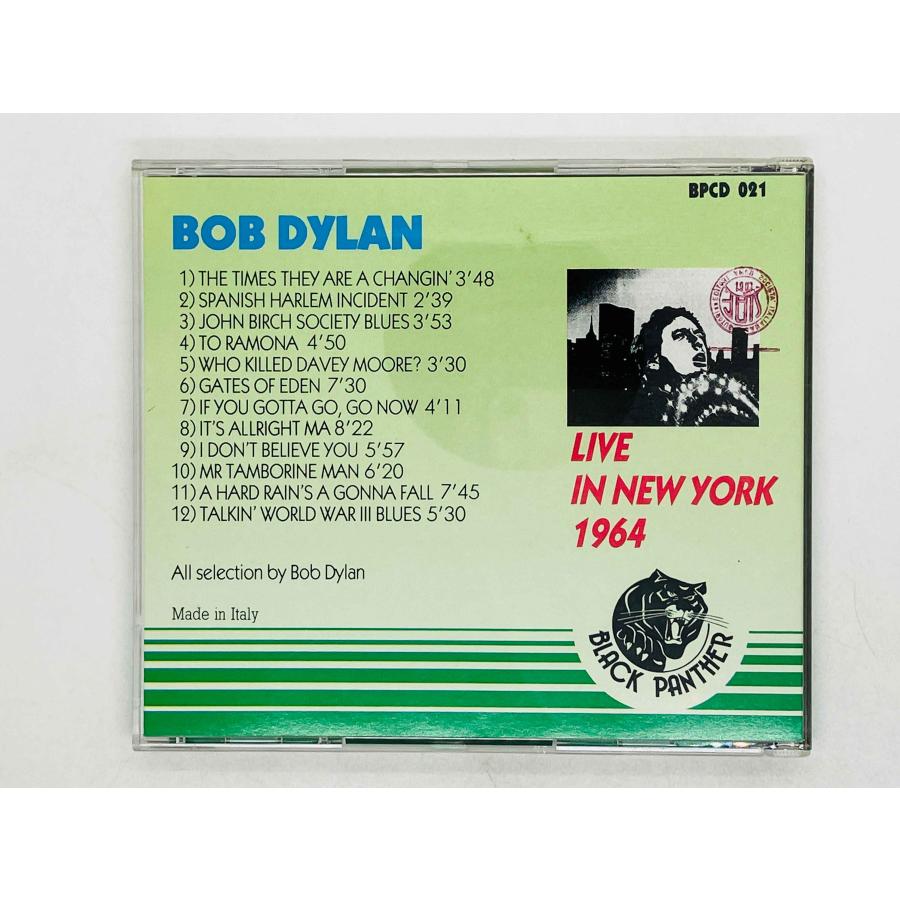 BPCD 021
BOB DYLAN
1) THE TIMES THEY ARE A CHANGIN' 3'48
2) SPANISH HARLEM INCIDENT 2'39
3) JOHN BIRCH SOCIETY BLUES 3'53
4) TO RAMONA 4'50
5) WHO KILLED DAVEY MOORE? 3'30
6) GATES OF EDEN 7'30
7) IF YOU GOTTA GO, GO NOW 4'11
8) IT'S ALLRIGHT MA 8'22
9) I DON'T BELIEVE YOU 5'57
10) MR TAMBORINE MAN 6'20
11) A HARD RAIN'S A GONNA FALL 7'45
12) TALKIN' WORLD WAR III BLUES 5'30
All selection by Bob Dylan
Made in Italy
LIVE
IN NEW YORK
1964
BLACK PANTHER